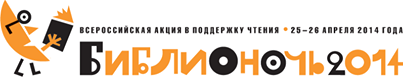 ВСЕРОССИЙСКАЯ АКЦИЯ В ПОДДЕРЖКУ ЧТЕНИЯ • 25–26 АПРЕЛЯ 2014 ГОДА
БИБЛИОНОЧЬ2014